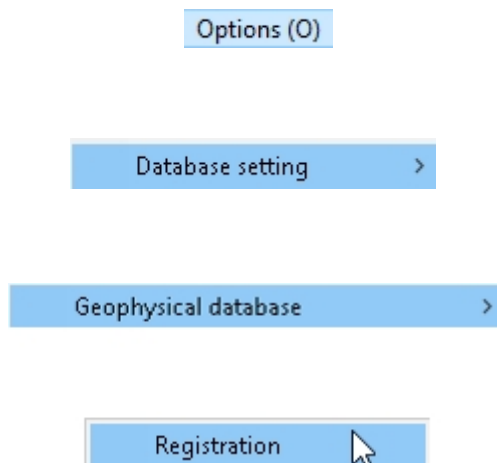 Options (O)
Database setting
Geophysical database
Registration